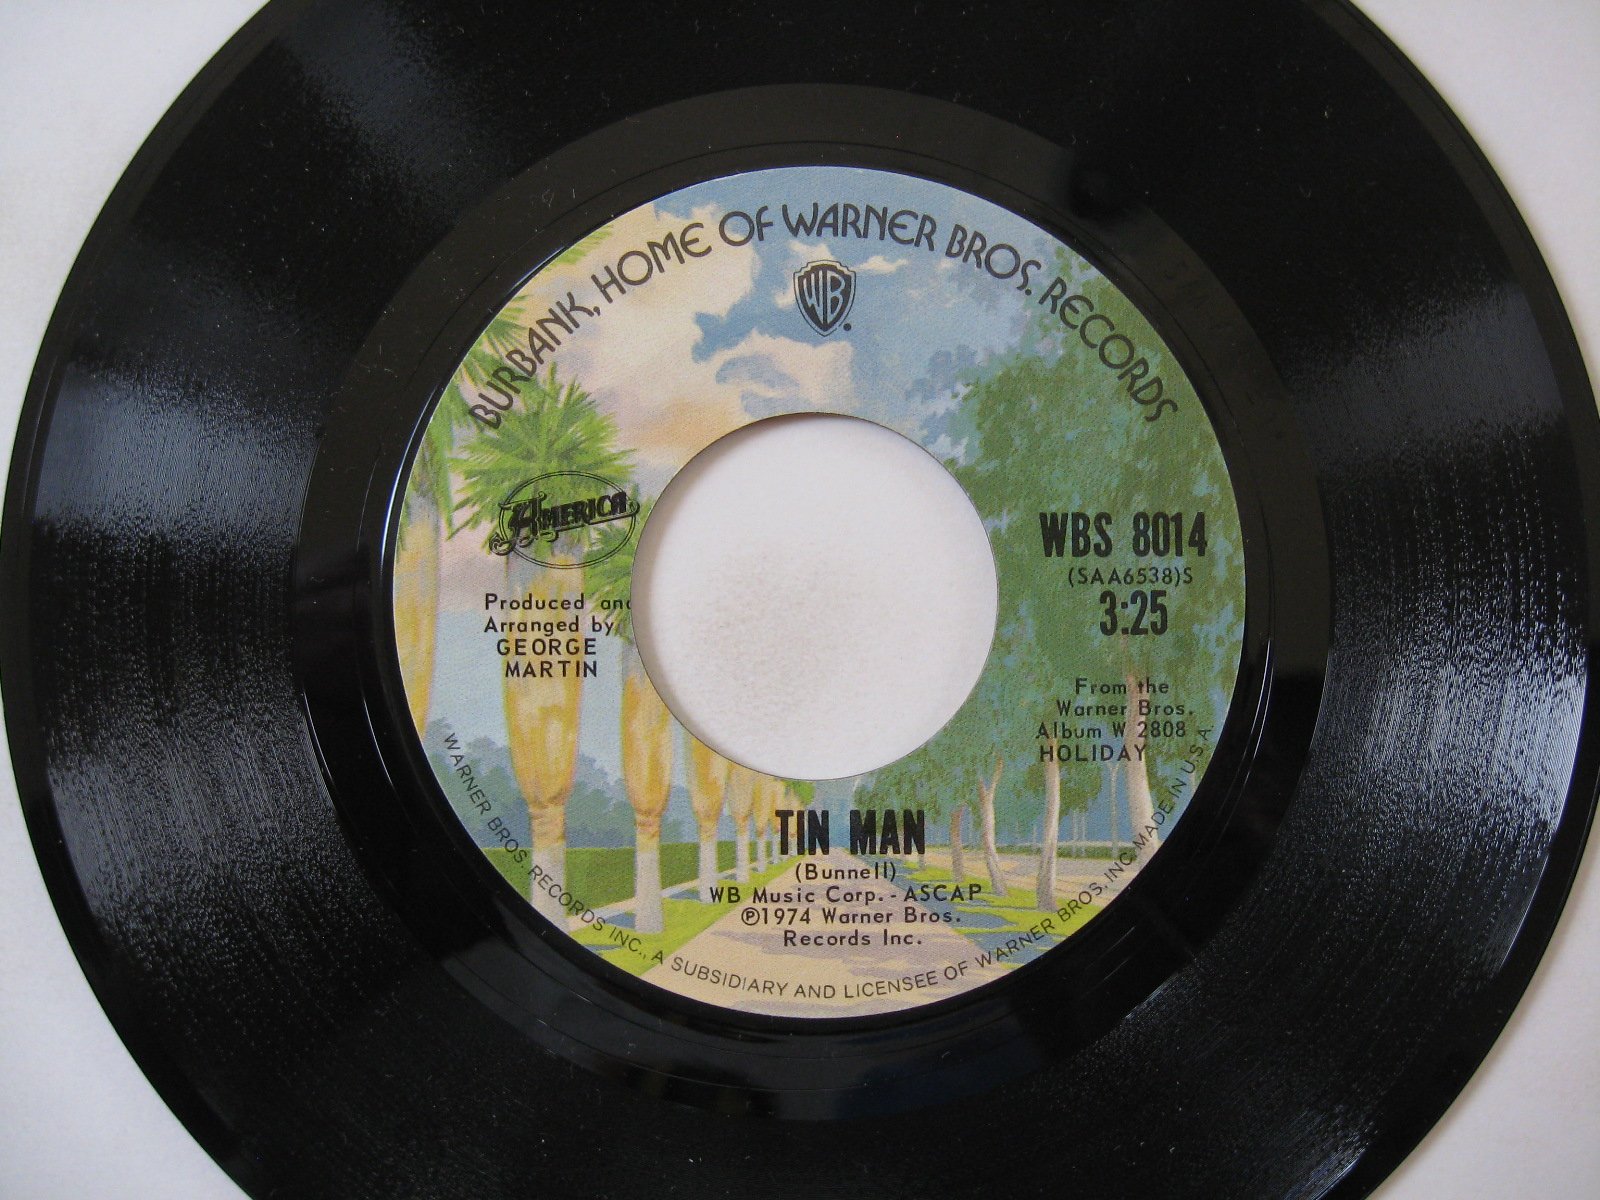 BURBANK, HOME OF WARNER BROS. RECORDS
WB
America
Produced and
Arranged by
GEORGE
MARTIN
WBS 8014
(SAA6538)S
3:25
From the
Warner Bros.
Album W 2808
HOLIDAY
TIN MAN
(Bunnell)
WB Music Corp. - ASCAP
℗1974 Warner Bros.
Records Inc.
WARNER BROS. RECORDS INC., A SUBSIDIARY AND LICENSEE OF WARNER BROS. INC. MADE IN U.S.A.